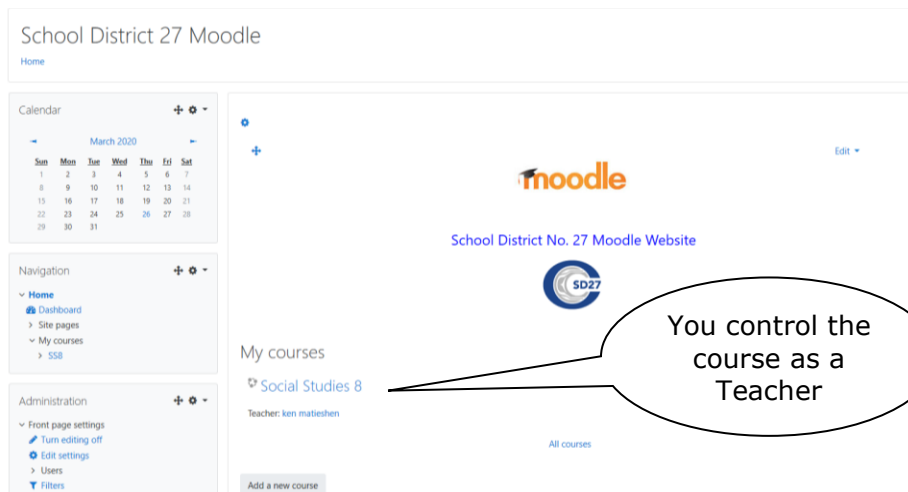 School District 27 Moodle
Home
Calendar
March 2020
Sun Mon Tue Wed Thu Fri Sat
1 2 3 4 5 6 7
8 9 10 11 12 13 14
15 16 17 18 19 20 21
22 23 24 25 26 27 28
29 30 31
Navigation
Home
Dashboard
Site pages
My courses
SS8
Administration
Front page settings
Turn editing off
Edit settings
Users
Filters
Edit
moodle
School District No. 27 Moodle Website
SD27
My courses
Social Studies 8
Teacher: ken matieshen
All courses
Add a new course
You control the
course as a
Teacher